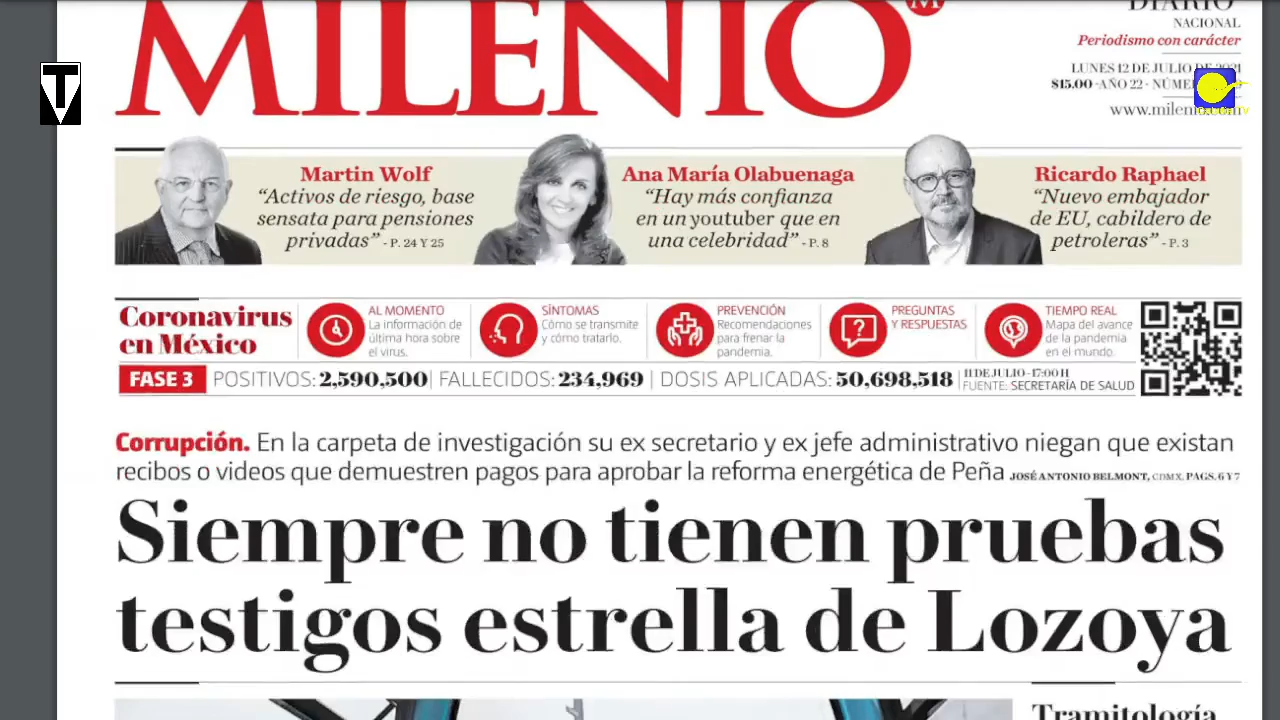 MILENIO
DIARIO
NACIONAL
Periodismo con carácter
LUNES 12 DE JULIO DE 2021
$15.00 - AÑO 22 - NÚMERO
www.milenio.com
T
Martin Wolf
“Activos de riesgo, base
sensata para pensiones
privadas” - P. 24 Y 25
Ana María Olabuenaga
“Hay más confianza
en un youtuber que en
una celebridad” - P. 8
Ricardo Raphael
“Nuevo embajador
de EU, cabildero de
petroleras” - P. 3
Coronavirus
en México
AL MOMENTO
La información de
última hora sobre
el virus.
SÍNTOMAS
Cómo se transmite
y cómo tratarlo.
PREVENCIÓN
Recomendaciones
para frenar la
pandemia.
PREGUNTAS
Y RESPUESTAS
TIEMPO REAL
Mapa del avance
de la pandemia
en el mundo.
FASE 3 POSITIVOS: 2,590,500 | FALLECIDOS: 234,969 | DOSIS APLICADAS: 50,698,518
11 DE JULIO - 17:00 H
FUENTE: SECRETARÍA DE SALUD
Corrupción. En la carpeta de investigación su ex secretario y ex jefe administrativo niegan que existan
recibos o videos que demuestren pagos para aprobar la reforma energética de Peña JOSÉ ANTONIO BELMONT, CDMX, PAGS. 6 Y 7
Siempre no tienen pruebas
testigos estrella de Lozoya
Tramitología